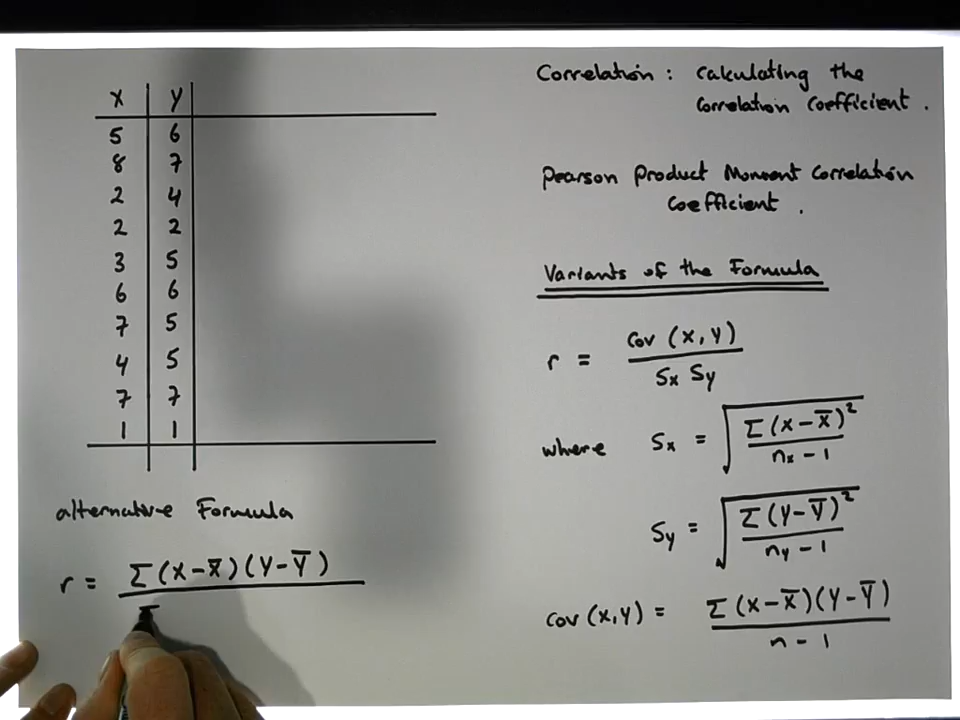 x y
5 6
8 7
2 4
2 2
3 5
6 6
7 5
4 5
7 7
1 1
alternative Formula
r = Σ(x-x̄)(y-ȳ)
Correlation: calculating the
correlation coefficient.
Pearson Product Moment Correlation
Coefficient.
Variants of the Formula
r = cov(x,y) / Sx Sy
where Sx = √(Σ(x-x̄)² / nx-1)
Sy = √(Σ(y-ȳ)² / ny-1)
cov(x,y) = Σ(x-x̄)(y-ȳ) / n-1